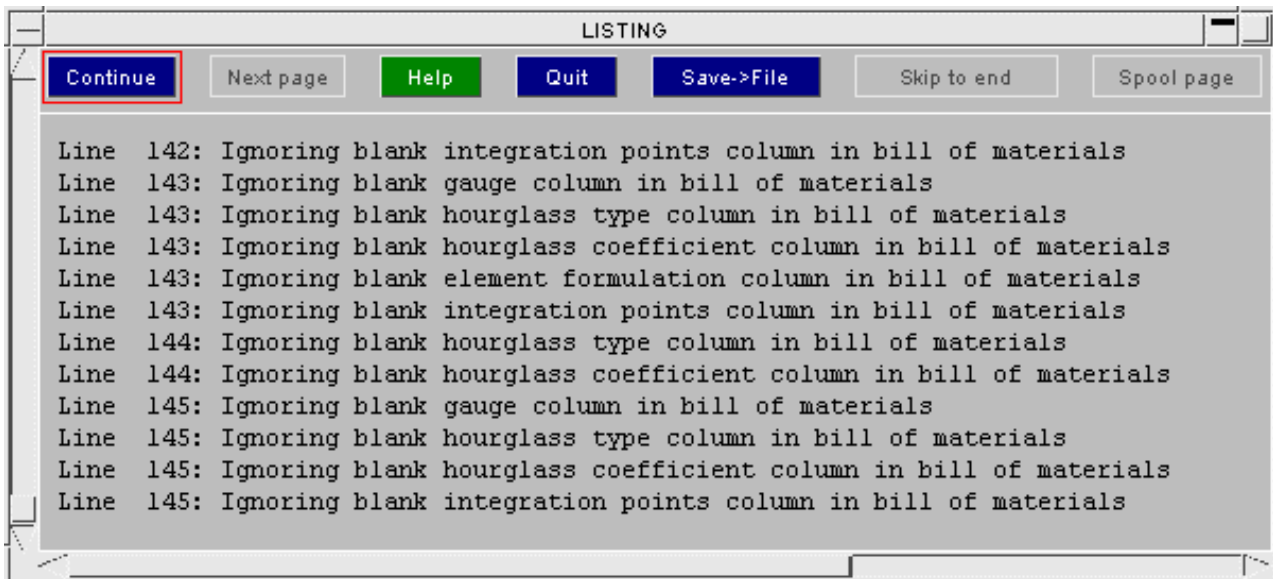 LISTING
Continue Next page Help Quit Save->File Skip to end Spool page
Line  142: Ignoring blank integration points column in bill of materials
Line  143: Ignoring blank gauge column in bill of materials
Line  143: Ignoring blank hourglass type column in bill of materials
Line  143: Ignoring blank hourglass coefficient column in bill of materials
Line  143: Ignoring blank element formulation column in bill of materials
Line  143: Ignoring blank integration points column in bill of materials
Line  144: Ignoring blank hourglass type column in bill of materials
Line  144: Ignoring blank hourglass coefficient column in bill of materials
Line  145: Ignoring blank gauge column in bill of materials
Line  145: Ignoring blank hourglass type column in bill of materials
Line  145: Ignoring blank hourglass coefficient column in bill of materials
Line  145: Ignoring blank integration points column in bill of materials